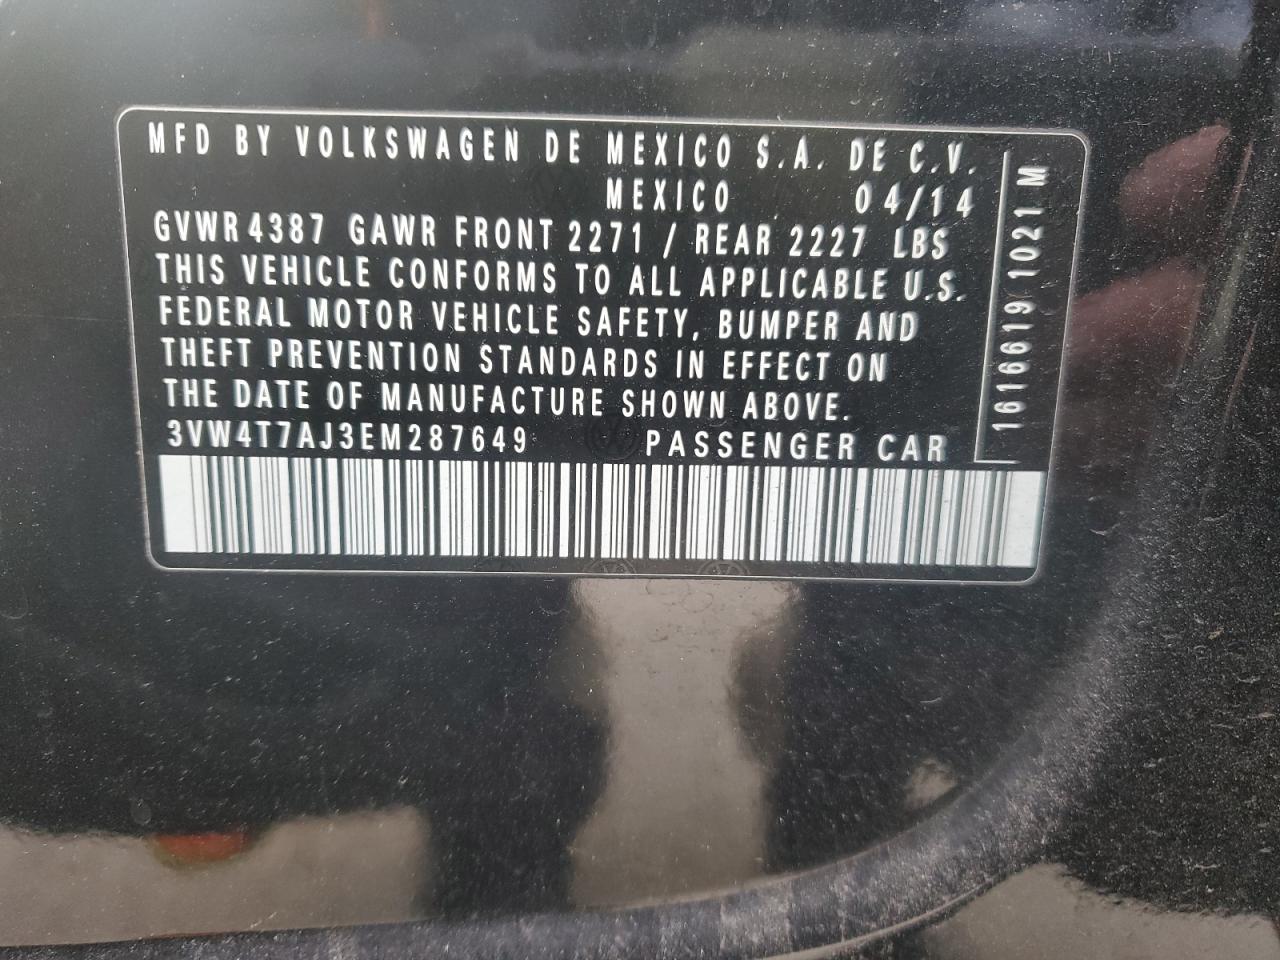 MFD BY VOLKSWAGEN DE MEXICO S.A. DE C.V.
MEXICO 04/14
GVWR 4387 GAWR FRONT 2271 / REAR 2227 LBS
THIS VEHICLE CONFORMS TO ALL APPLICABLE U.S.
FEDERAL MOTOR VEHICLE SAFETY, BUMPER AND
THEFT PREVENTION STANDARDS IN EFFECT ON
THE DATE OF MANUFACTURE SHOWN ABOVE.
3VW4T7AJ3EM287649 PASSENGER CAR
1616619 1021 M